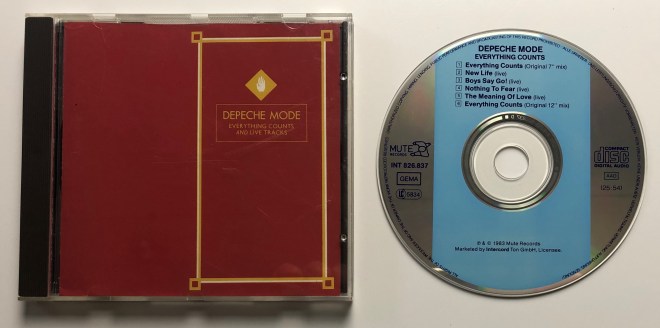 DEPECHE MODE
EVERYTHING COUNTS
AND LIVE TRACKS
DEPECHE MODE
EVERYTHING COUNTS
1 Everything Counts (Original 7" mix)
2 New Life (live)
3 Boys Say Go! (live)
4 Nothing To Fear (live)
5 The Meaning Of Love (live)
6 Everything Counts (Original 12" mix)
MUTE
RECORDS
INT 826.837
GEMA
LC 5834
COMPACT
disc
DIGITAL AUDIO
℗ & © 1983 Mute Records
Marketed by Intercord Ton GmbH, Licensee.